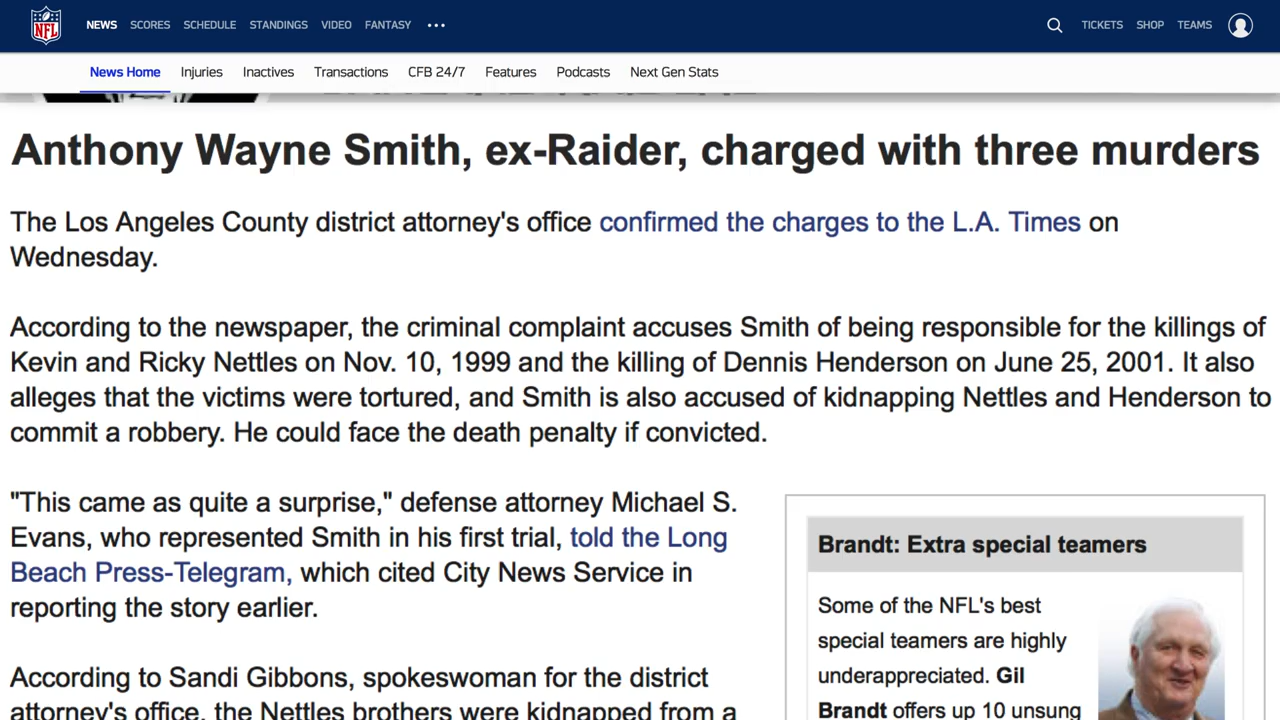 NFL
NEWS SCORES SCHEDULE STANDINGS VIDEO FANTASY
TICKETS SHOP TEAMS
News Home Injuries Inactives Transactions CFB 24/7 Features Podcasts Next Gen Stats
Anthony Wayne Smith, ex-Raider, charged with three murders
The Los Angeles County district attorney's office confirmed the charges to the L.A. Times on
Wednesday.
According to the newspaper, the criminal complaint accuses Smith of being responsible for the killings of
Kevin and Ricky Nettles on Nov. 10, 1999 and the killing of Dennis Henderson on June 25, 2001. It also
alleges that the victims were tortured, and Smith is also accused of kidnapping Nettles and Henderson to
commit a robbery. He could face the death penalty if convicted.
"This came as quite a surprise," defense attorney Michael S.
Evans, who represented Smith in his first trial, told the Long
Beach Press-Telegram, which cited City News Service in
reporting the story earlier.
According to Sandi Gibbons, spokeswoman for the district
attorney's office, the Nettles brothers were kidnapped from a
Brandt: Extra special teamers
Some of the NFL's best
special teamers are highly
underappreciated. Gil
Brandt offers up 10 unsung